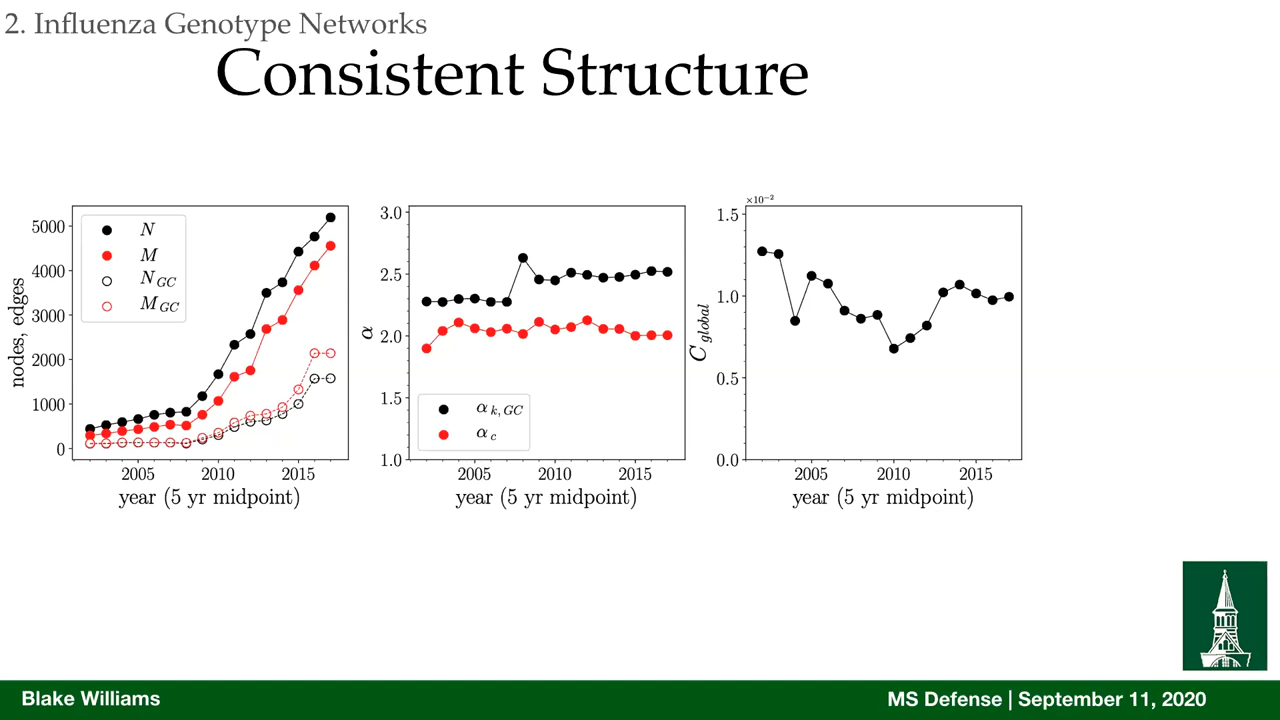 2. Influenza Genotype Networks
Consistent Structure
nodes, edges
5000
4000
3000
2000
1000
0
N
M
N_GC
M_GC
2005 2010 2015
year (5 yr midpoint)
α
3.0
2.5
2.0
1.5
1.0
α_k,GC
α_c
2005 2010 2015
year (5 yr midpoint)
C_global
×10⁻²
1.5
1.0
0.5
0.0
2005 2010 2015
year (5 yr midpoint)
Blake Williams
MS Defense | September 11, 2020